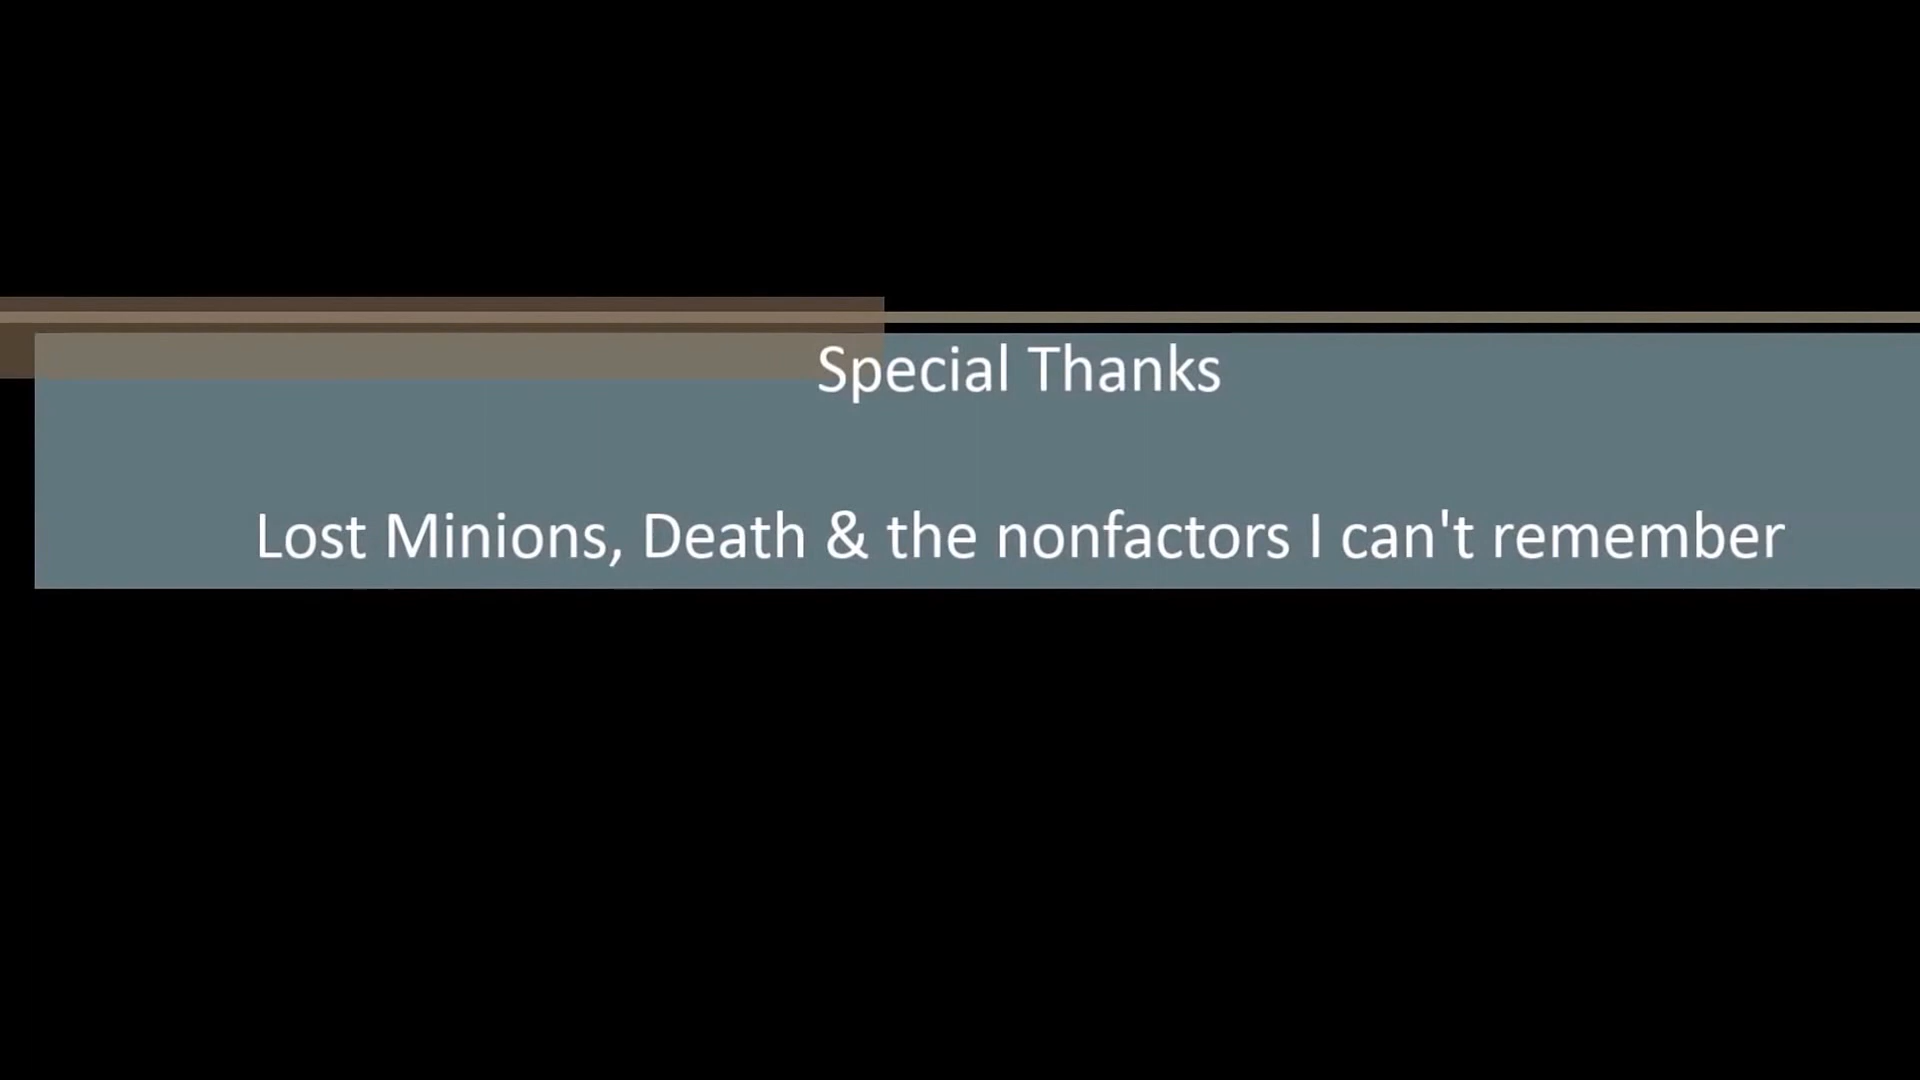 Special Thanks
Lost Minions, Death & the nonfactors I can't remember